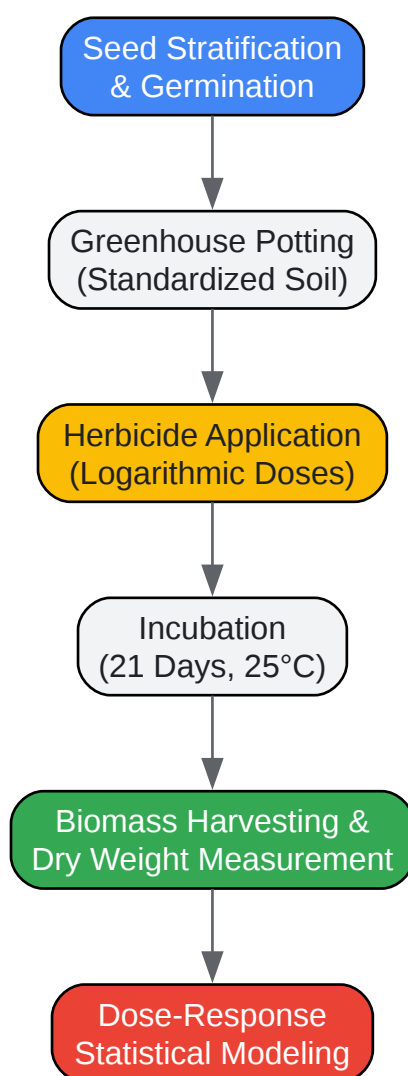 Seed Stratification
& Germination
Greenhouse Potting
(Standardized Soil)
Herbicide Application
(Logarithmic Doses)
Incubation
(21 Days, 25°C)
Biomass Harvesting &
Dry Weight Measurement
Dose-Response
Statistical Modeling